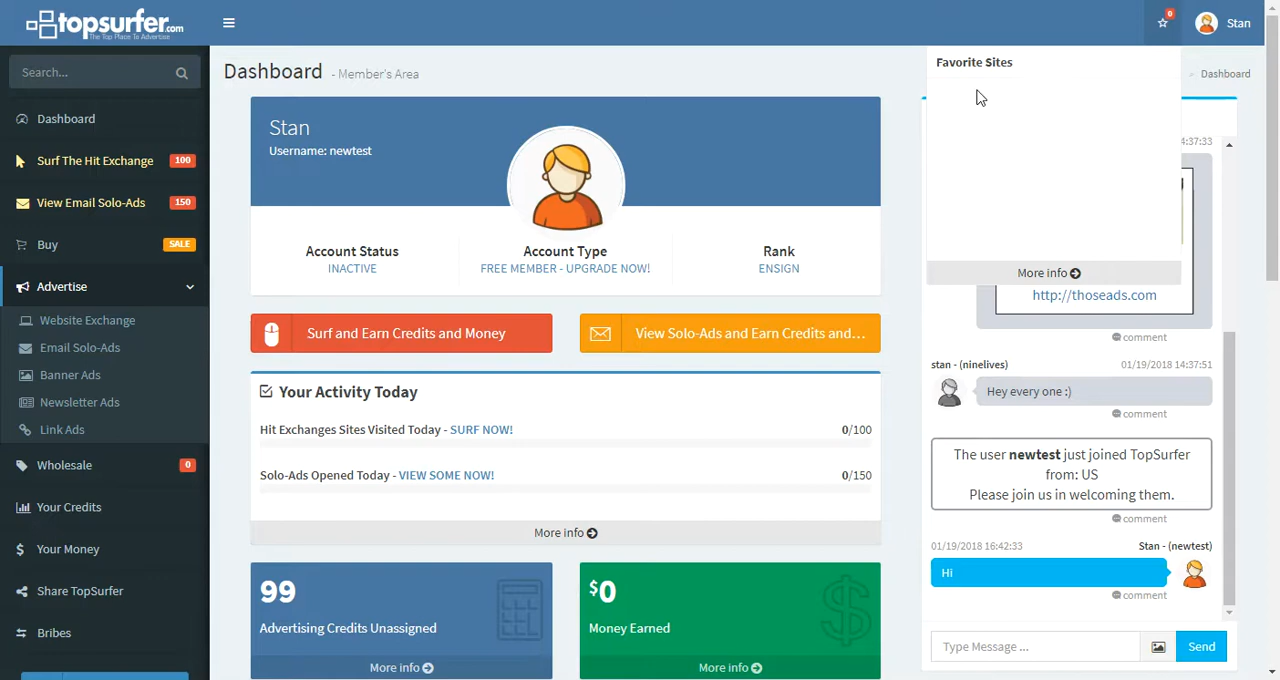 topsurfer.com
The Top Place To Advertise
0
Stan
Search...
Dashboard
Surf The Hit Exchange 100
View Email Solo-Ads 150
Buy SALE
Advertise
Website Exchange
Email Solo-Ads
Banner Ads
Newsletter Ads
Link Ads
Wholesale 0
Your Credits
Your Money
Share TopSurfer
Bribes
Dashboard - Member's Area
> Dashboard
Stan
Username: newtest
Account Status
INACTIVE
Account Type
FREE MEMBER - UPGRADE NOW!
Rank
ENSIGN
Surf and Earn Credits and Money
View Solo-Ads and Earn Credits and...
Your Activity Today
Hit Exchanges Sites Visited Today - SURF NOW! 0/100
Solo-Ads Opened Today - VIEW SOME NOW! 0/150
More info
99
Advertising Credits Unassigned
More info
$0
Money Earned
More info
Favorite Sites
More info
4:37:33
http://thoseads.com
comment
stan - (ninelives) 01/19/2018 14:37:51
Hey every one :)
comment
The user newtest just joined TopSurfer
from: US
Please join us in welcoming them.
comment
01/19/2018 16:42:33 Stan - (newtest)
Hi
comment
Type Message ...
Send